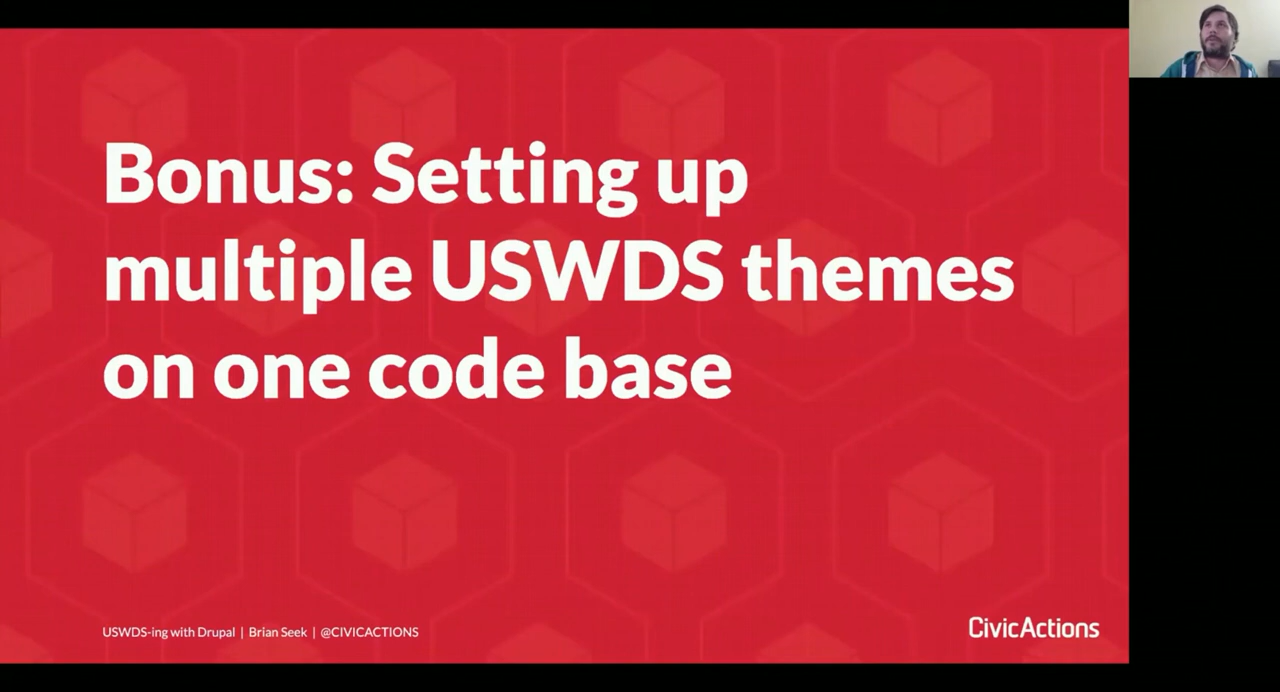 Bonus: Setting up
multiple USWDS themes
on one code base
USWDS-ing with Drupal | Brian Seek | @CIVICACTIONS
CivicActions